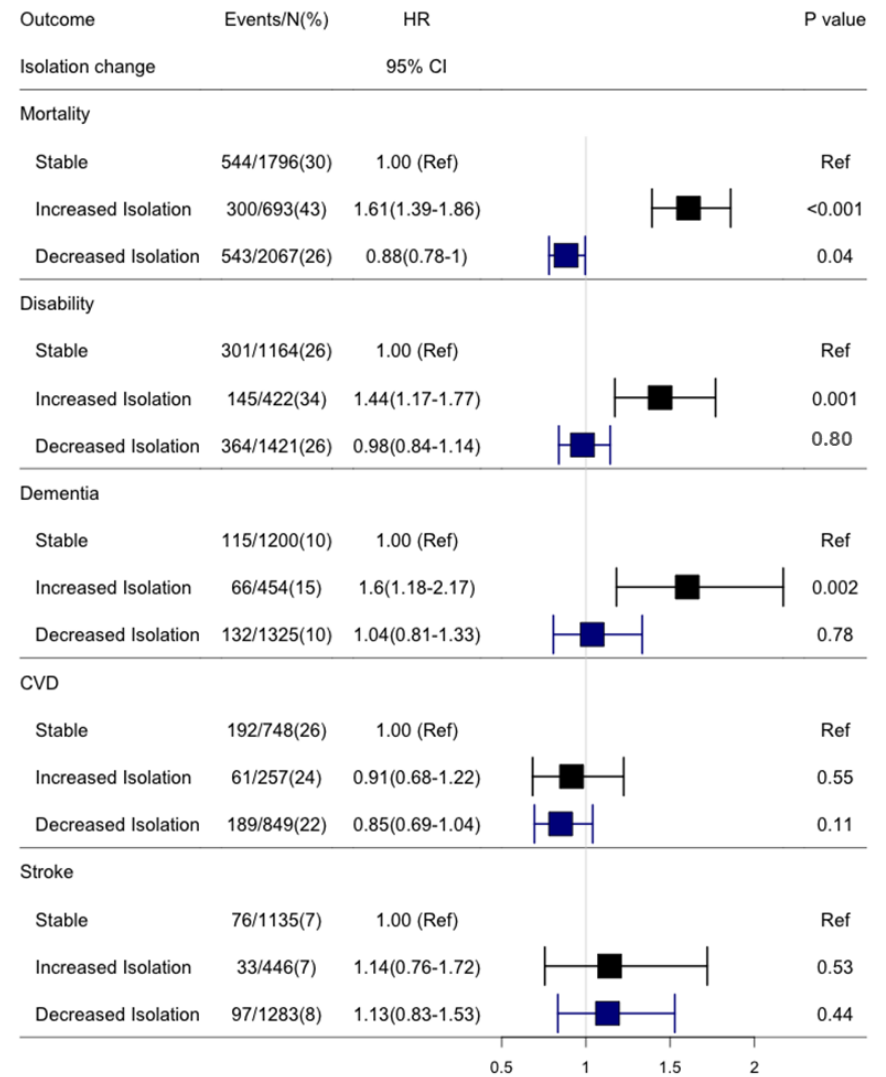 Outcome Events/N(%) HR P value
Isolation change 95% CI
Mortality
Stable 544/1796(30) 1.00 (Ref) Ref
Increased Isolation 300/693(43) 1.61(1.39-1.86) <0.001
Decreased Isolation 543/2067(26) 0.88(0.78-1) 0.04
Disability
Stable 301/1164(26) 1.00 (Ref) Ref
Increased Isolation 145/422(34) 1.44(1.17-1.77) 0.001
Decreased Isolation 364/1421(26) 0.98(0.84-1.14) 0.80
Dementia
Stable 115/1200(10) 1.00 (Ref) Ref
Increased Isolation 66/454(15) 1.6(1.18-2.17) 0.002
Decreased Isolation 132/1325(10) 1.04(0.81-1.33) 0.78
CVD
Stable 192/748(26) 1.00 (Ref) Ref
Increased Isolation 61/257(24) 0.91(0.68-1.22) 0.55
Decreased Isolation 189/849(22) 0.85(0.69-1.04) 0.11
Stroke
Stable 76/1135(7) 1.00 (Ref) Ref
Increased Isolation 33/446(7) 1.14(0.76-1.72) 0.53
Decreased Isolation 97/1283(8) 1.13(0.83-1.53) 0.44
0.5 1 1.5 2